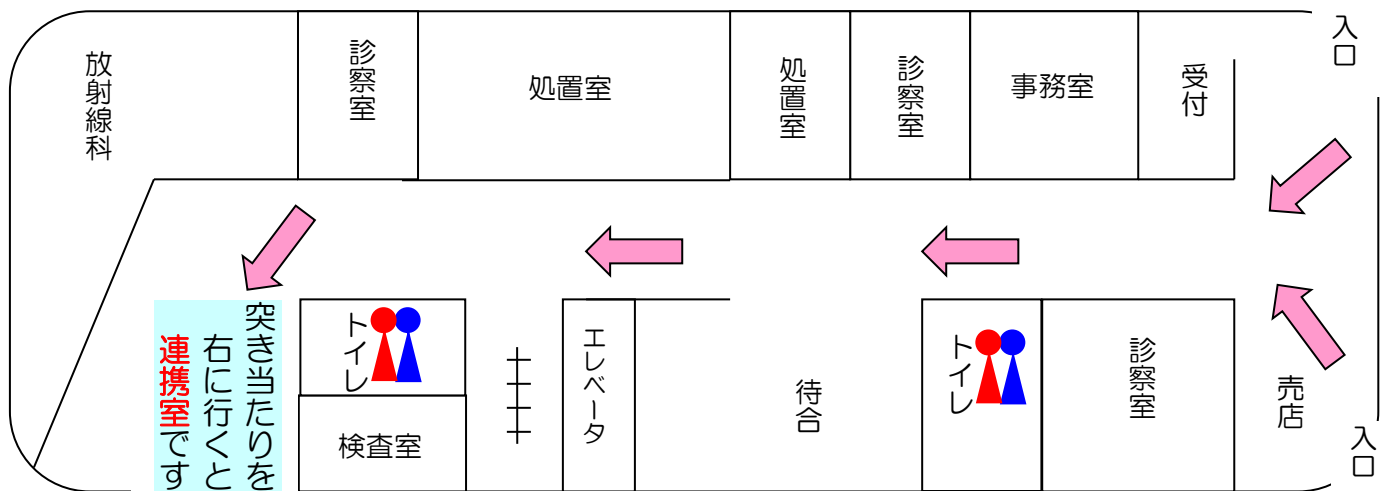 入口
放射線科
診察室
処置室
処置室
診察室
事務室
受付
突き当たりを
右に行くと
連携室です
トイレ
検査室
エレベータ
待合
トイレ
診察室
売店
入口